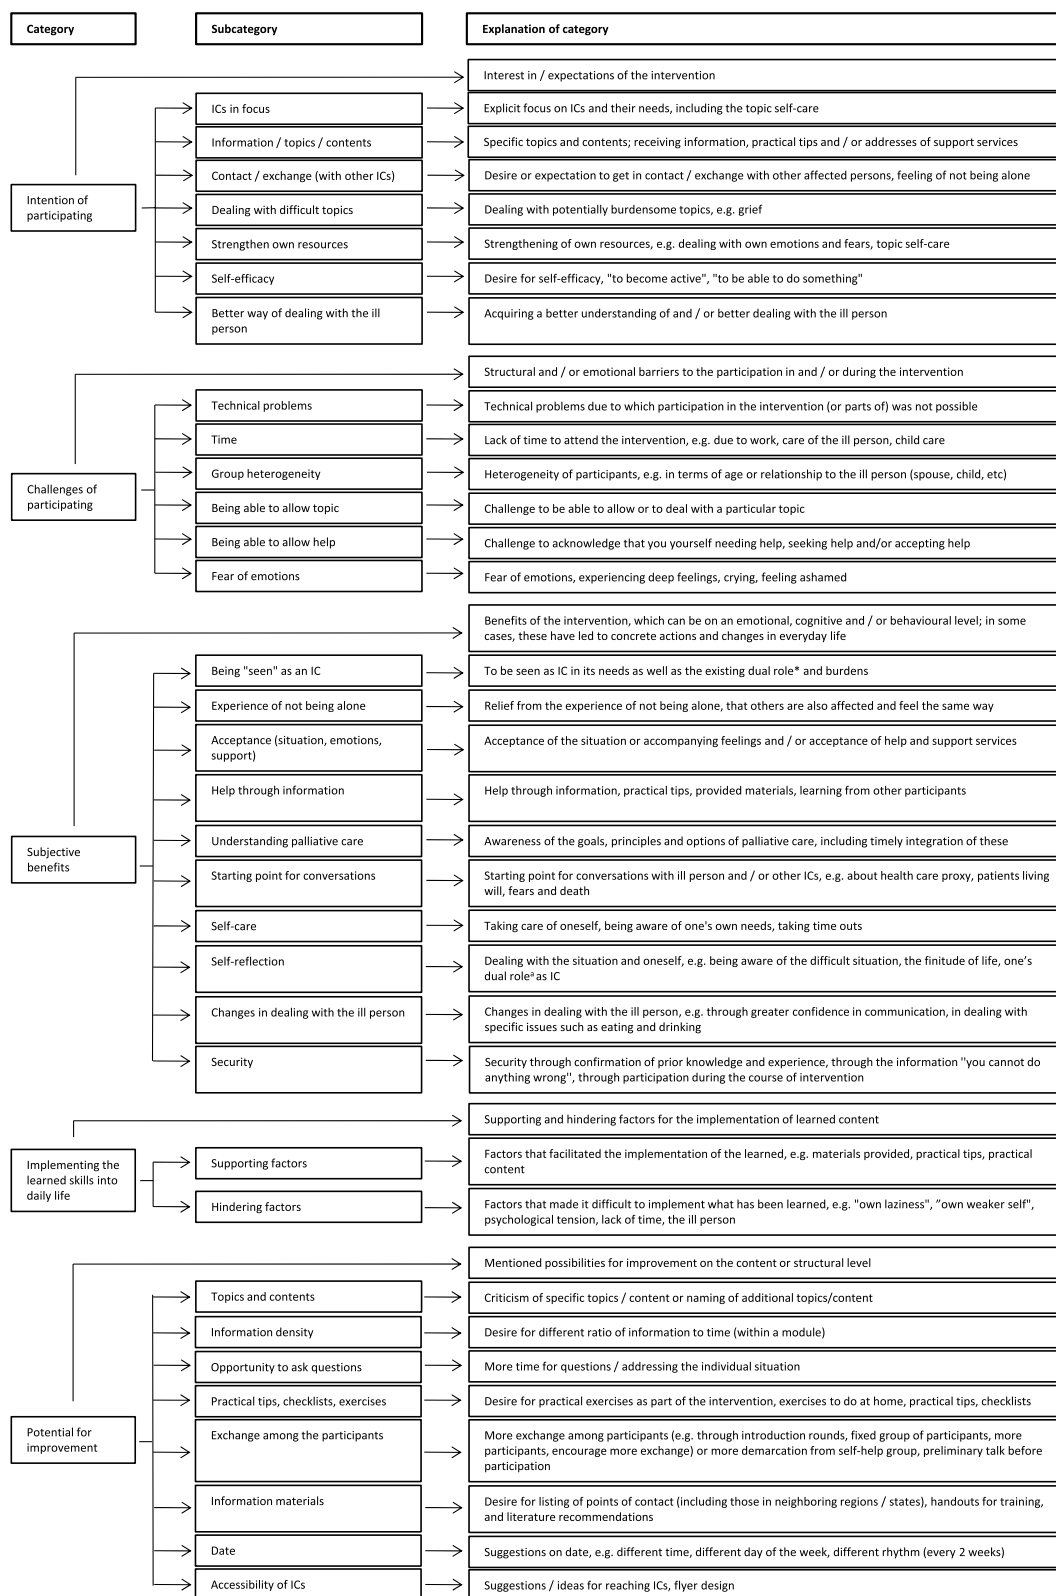 Category
Subcategory
Explanation of category
Interest in / expectations of the intervention
ICs in focus
Explicit focus on ICs and their needs, including the topic self-care
Information / topics / contents
Specific topics and contents; receiving information, practical tips and / or addresses of support services
Contact / exchange (with other ICs)
Desire or expectation to get in contact / exchange with other affected persons, feeling of not being alone
Intention of
participating
Dealing with difficult topics
Dealing with potentially burdensome topics, e.g. grief
Strengthen own resources
Strengthening of own resources, e.g. dealing with own emotions and fears, topic self-care
Self-efficacy
Desire for self-efficacy, "to become active", "to be able to do something"
Better way of dealing with the ill
person
Acquiring a better understanding of and / or better dealing with the ill person
Structural and / or emotional barriers to the participation in and / or during the intervention
Technical problems
Technical problems due to which participation in the intervention (or parts of) was not possible
Time
Lack of time to attend the intervention, e.g. due to work, care of the ill person, child care
Group heterogeneity
Heterogeneity of participants, e.g. in terms of age or relationship to the ill person (spouse, child, etc)
Challenges of
participating
Being able to allow topic
Challenge to be able to allow or to deal with a particular topic
Being able to allow help
Challenge to acknowledge that you yourself needing help, seeking help and/or accepting help
Fear of emotions
Fear of emotions, experiencing deep feelings, crying, feeling ashamed
Benefits of the intervention, which can be on an emotional, cognitive and / or behavioural level; in some
cases, these have led to concrete actions and changes in everyday life
Being "seen" as an IC
To be seen as IC in its needs as well as the existing dual role* and burdens
Experience of not being alone
Relief from the experience of not being alone, that others are also affected and feel the same way
Acceptance (situation, emotions,
support)
Acceptance of the situation or accompanying feelings and / or acceptance of help and support services
Help through information
Help through information, practical tips, provided materials, learning from other participants
Understanding palliative care
Awareness of the goals, principles and options of palliative care, including timely integration of these
Subjective
benefits
Starting point for conversations
Starting point for conversations with ill person and / or other ICs, e.g. about health care proxy, patients living
will, fears and death
Self-care
Taking care of oneself, being aware of one's own needs, taking time outs
Self-reflection
Dealing with the situation and oneself, e.g. being aware of the difficult situation, the finitude of life, one’s
dual roleᵃ as IC
Changes in dealing with the ill person
Changes in dealing with the ill person, e.g. through greater confidence in communication, in dealing with
specific issues such as eating and drinking
Security
Security through confirmation of prior knowledge and experience, through the information "you cannot do
anything wrong", through participation during the course of intervention
Supporting and hindering factors for the implementation of learned content
Implementing the
learned skills into
daily life
Supporting factors
Factors that facilitated the implementation of the learned, e.g. materials provided, practical tips, practical
content
Hindering factors
Factors that made it difficult to implement what has been learned, e.g. "own laziness", ”own weaker self",
psychological tension, lack of time, the ill person
Mentioned possibilities for improvement on the content or structural level
Topics and contents
Criticism of specific topics / content or naming of additional topics/content
Information density
Desire for different ratio of information to time (within a module)
Opportunity to ask questions
More time for questions / addressing the individual situation
Practical tips, checklists, exercises
Desire for practical exercises as part of the intervention, exercises to do at home, practical tips, checklists
Potential for
improvement
Exchange among the participants
More exchange among participants (e.g. through introduction rounds, fixed group of participants, more
participants, encourage more exchange) or more demarcation from self-help group, preliminary talk before
participation
Information materials
Desire for listing of points of contact (including those in neighboring regions / states), handouts for training,
and literature recommendations
Date
Suggestions on date, e.g. different time, different day of the week, different rhythm (every 2 weeks)
Accessibility of ICs
Suggestions / ideas for reaching ICs, flyer design